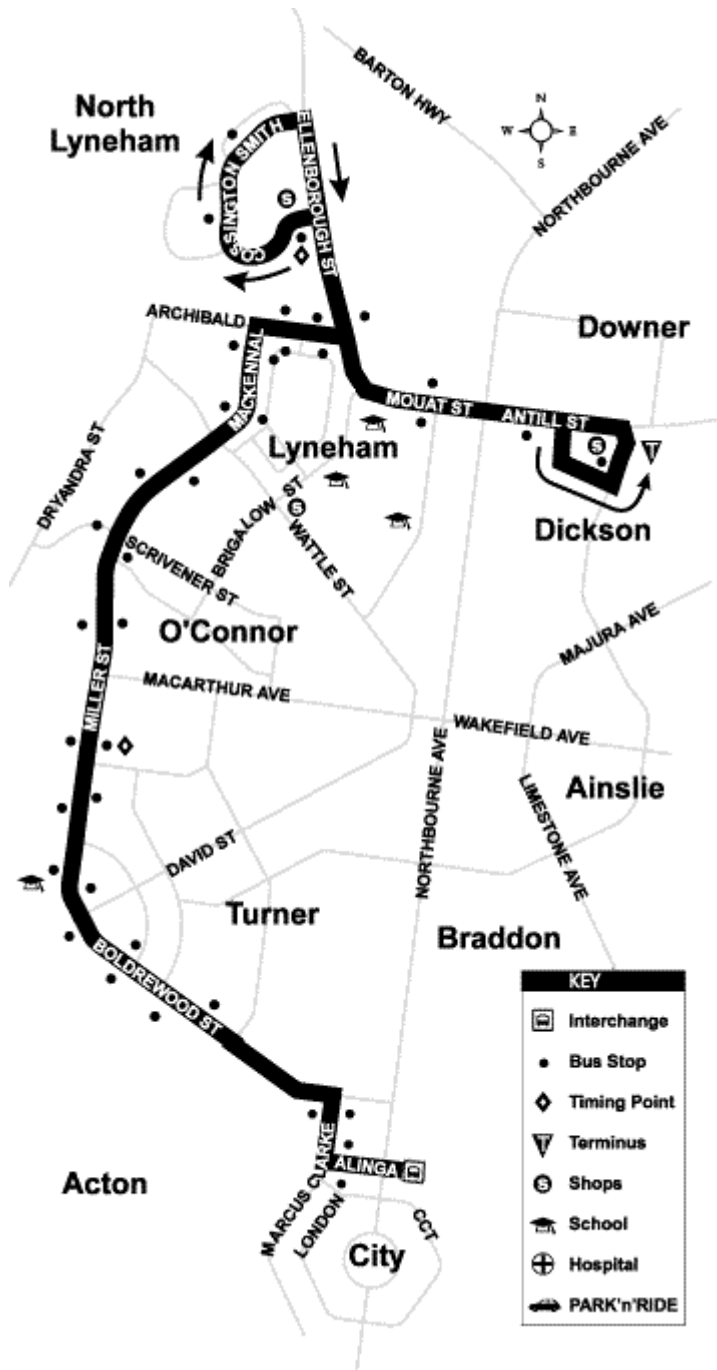 BARTON HWY
North
Lyneham
N
W
E
S
NORTHBOURNE AVE
ELLENBOROUGH ST
COSSINGTON SMITH
S
ARCHIBALD
MACKENNAL
Downer
MOUAT ST
ANTILL ST
S
T
Lyneham
Dickson
DRYANDRA ST
BRIGALOW ST
S
WATTLE ST
SCRIVENER ST
O'Connor
MAJURA AVE
MACARTHUR AVE
WAKEFIELD AVE
MILLER ST
NORTHBOURNE AVE
Ainslie
LIMESTONE AVE
DAVID ST
Turner
Braddon
BOLDREWOOD ST
Acton
MARCUS CLARKE
ALINGA
LONDON
CCT
City
KEY
Interchange
Bus Stop
Timing Point
T Terminus
S Shops
School
Hospital
PARK'n'RIDE